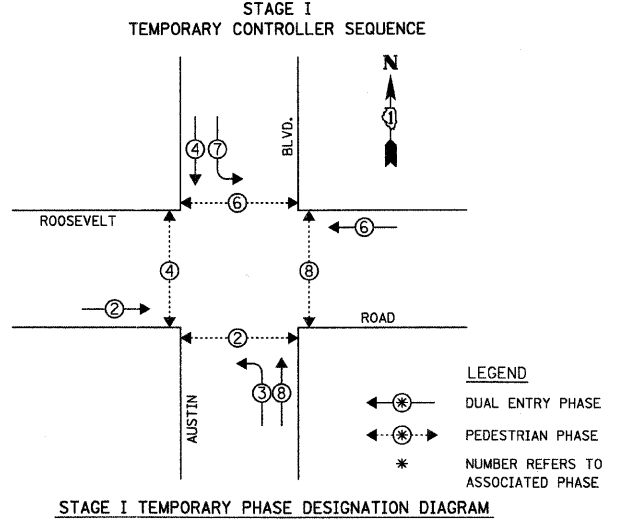 STAGE I
TEMPORARY CONTROLLER SEQUENCE
N
1
BLVD.
4 7
6
ROOSEVELT
6
4
8
2
ROAD
2
3 8
AUSTIN
LEGEND
* DUAL ENTRY PHASE
* PEDESTRIAN PHASE
* NUMBER REFERS TO
ASSOCIATED PHASE
STAGE I TEMPORARY PHASE DESIGNATION DIAGRAM